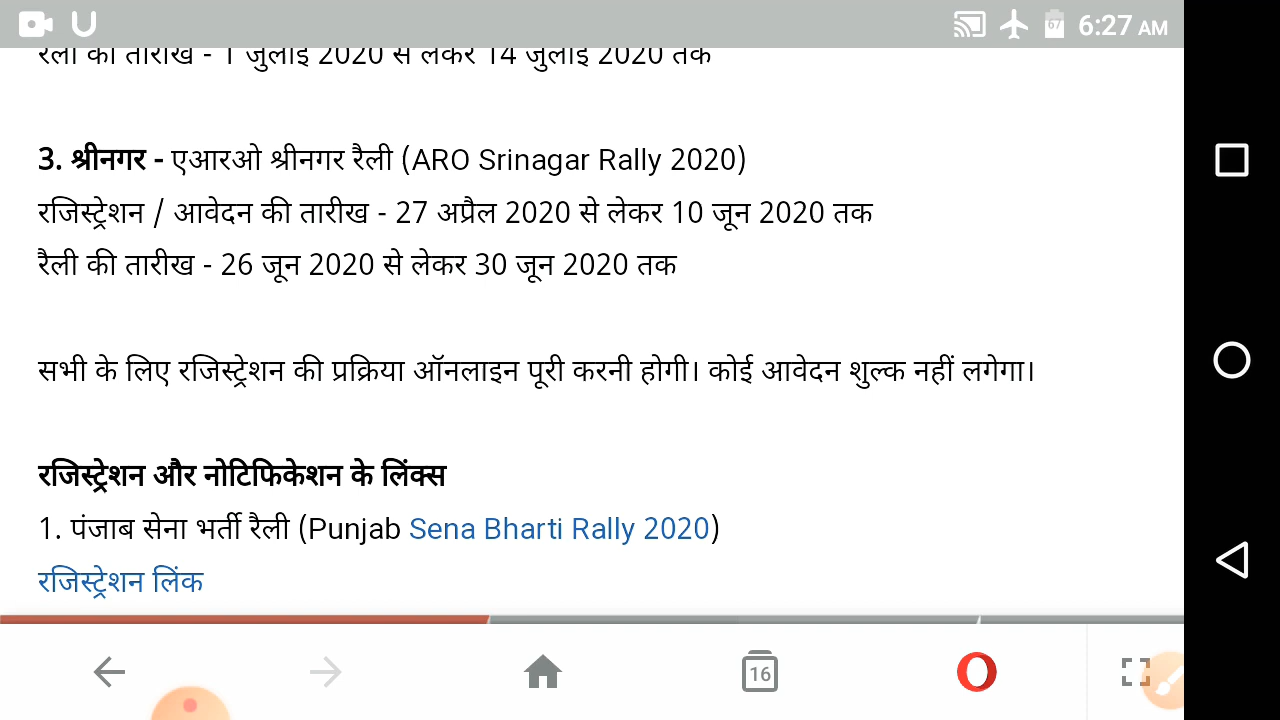 67 6:27 AM
रैली की तारीख - 1 जुलाई 2020 से लेकर 14 जुलाई 2020 तक
3. श्रीनगर - एआरओ श्रीनगर रैली (ARO Srinagar Rally 2020)
रजिस्ट्रेशन / आवेदन की तारीख - 27 अप्रैल 2020 से लेकर 10 जून 2020 तक
रैली की तारीख - 26 जून 2020 से लेकर 30 जून 2020 तक
सभी के लिए रजिस्ट्रेशन की प्रक्रिया ऑनलाइन पूरी करनी होगी। कोई आवेदन शुल्क नहीं लगेगा।
रजिस्ट्रेशन और नोटिफिकेशन के लिंक्स
1. पंजाब सेना भर्ती रैली (Punjab Sena Bharti Rally 2020)
रजिस्ट्रेशन लिंक
16